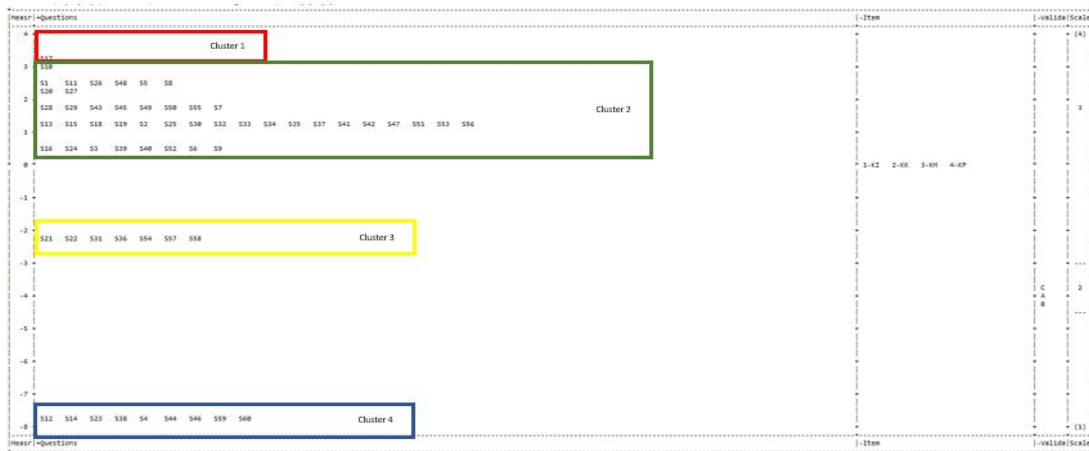 |Measr|+Questions |-Item |-Valida|Scale
4 + + + + (4)
Cluster 1
S17
3 S10
S1 S11 S26 S48 S5 S8
S20 S27
2
S28 S29 S43 S45 S49 S50 S55 S7 3
Cluster 2
S13 S15 S18 S19 S2 S25 S30 S32 S33 S34 S35 S37 S41 S42 S47 S51 S53 S56
1
S16 S24 S3 S39 S40 S52 S6 S9
* 0 * * 1-KI 2-KK 3-KM 4-KP
-1 +
-2 +
S21 S22 S31 S36 S54 S57 S58 Cluster 3
-3 + + + + ---
C 2
-4 + + + A +
B
---
-5 +
-6 +
-7 +
S12 S14 S23 S38 S4 S44 S46 S59 S60 Cluster 4
-8 + + + + (1)
|Measr|+Questions |-Item |-Valida|Scale